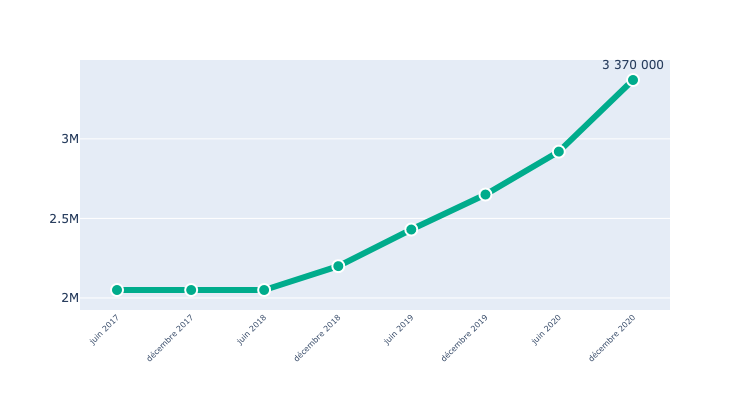 3 370 000
3M
2.5M
2M
juin 2017
décembre 2017
juin 2018
décembre 2018
juin 2019
décembre 2019
juin 2020
décembre 2020